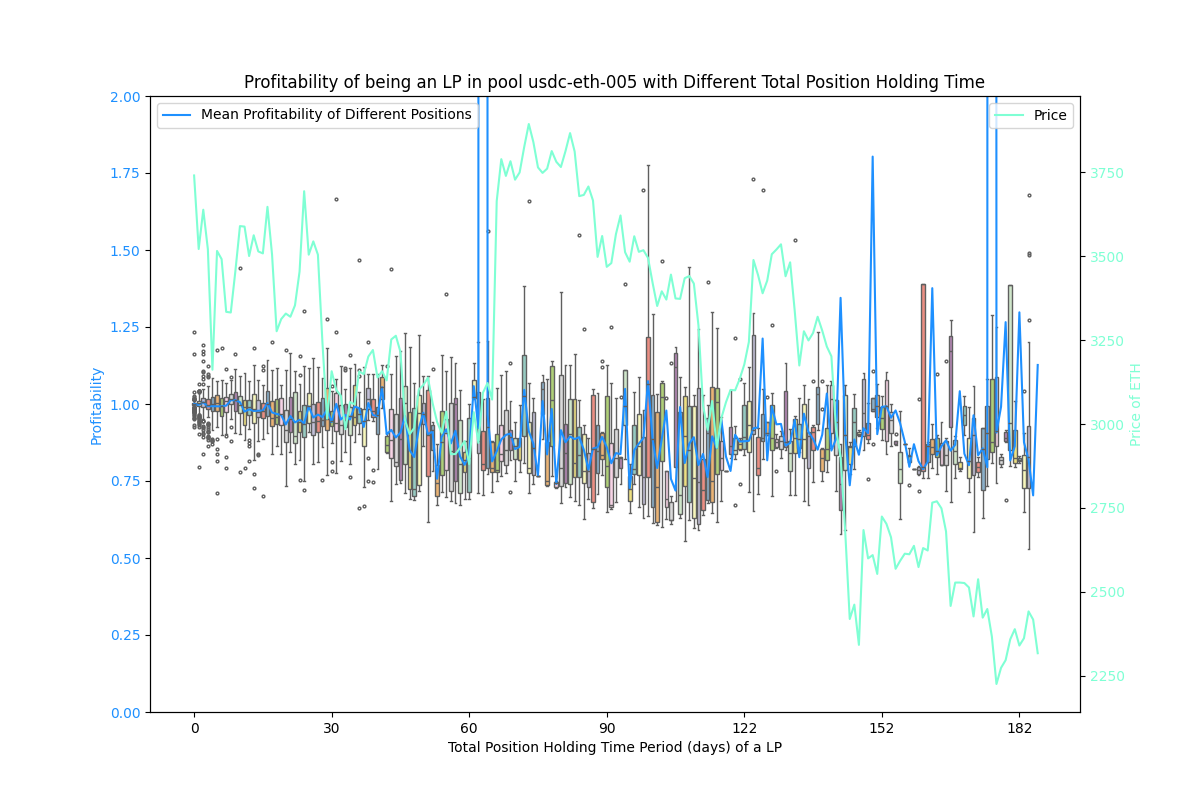 Profitability of being an LP in pool usdc-eth-005 with Different Total Position Holding Time
Mean Profitability of Different Positions
Price
2.00
1.75
1.50
1.25
1.00
0.75
0.50
0.25
0.00
Profitability
3750
3500
3250
3000
2750
2500
2250
Price of ETH
0 30 60 90 122 152 182
Total Position Holding Time Period (days) of a LP